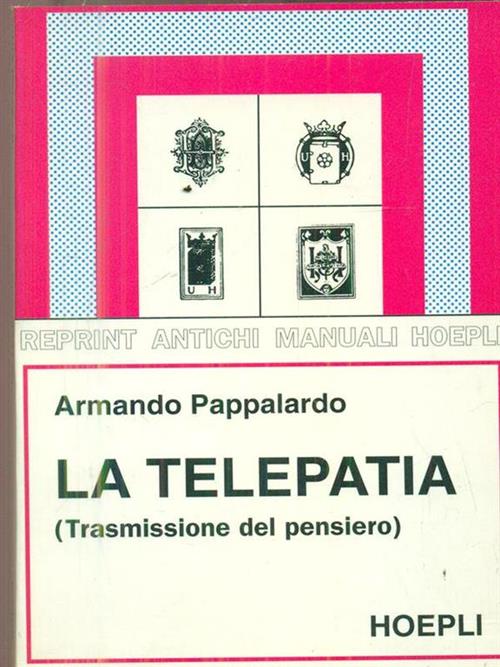 U H
U H
REPRINT ANTICHI MANUALI HOEPLI
Armando Pappalardo
LA TELEPATIA
(Trasmissione del pensiero)
HOEPLI